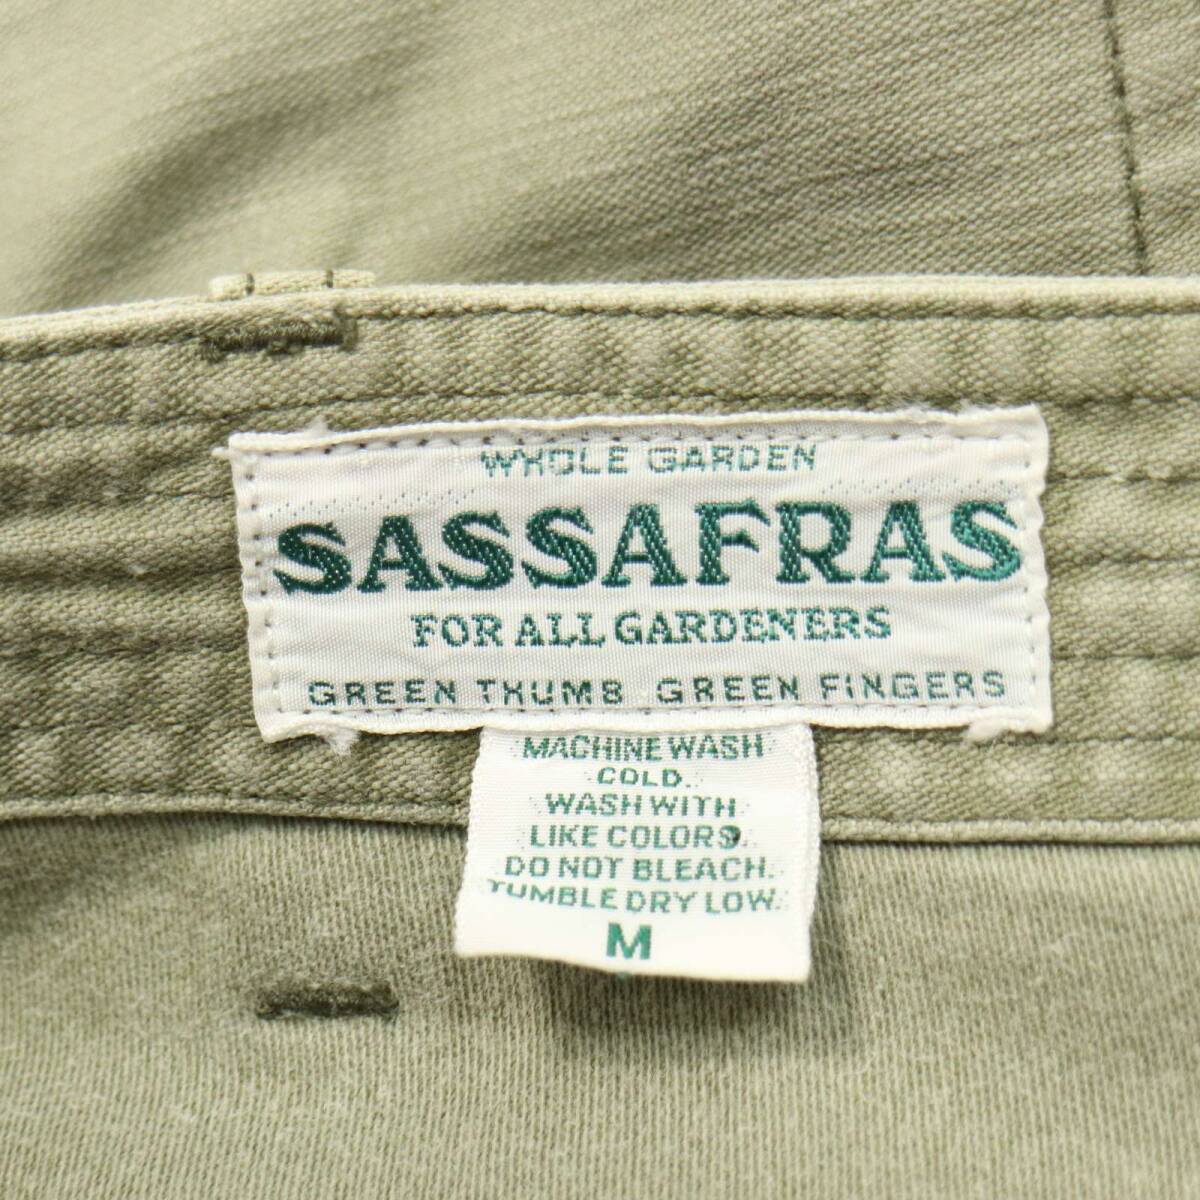 WHOLE GARDEN
SASSAFRAS
FOR ALL GARDENERS
GREEN THUMB GREEN FINGERS
MACHINE WASH
COLD.
WASH WITH
LIKE COLORS.
DO NOT BLEACH.
TUMBLE DRY LOW.
M